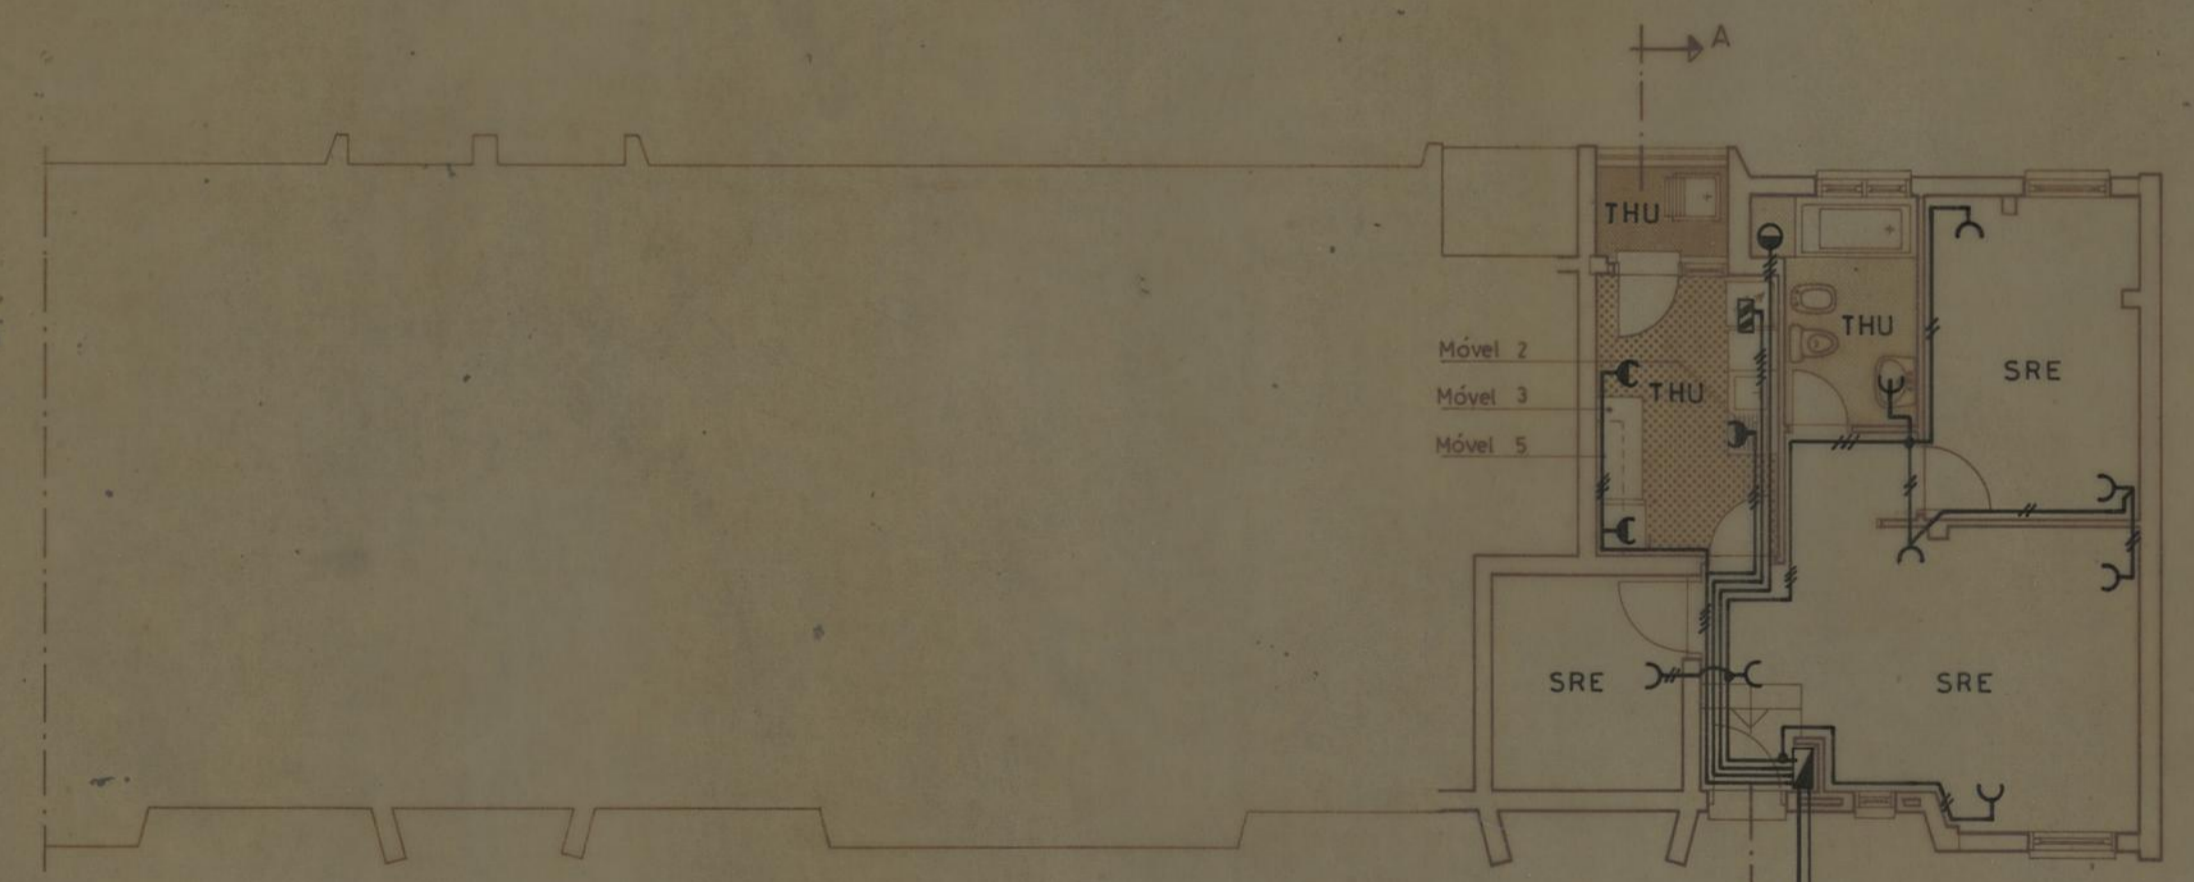 A
THU
THU
Móvel 2
SRE
Móvel 3
THU
Móvel 5
SRE
SRE